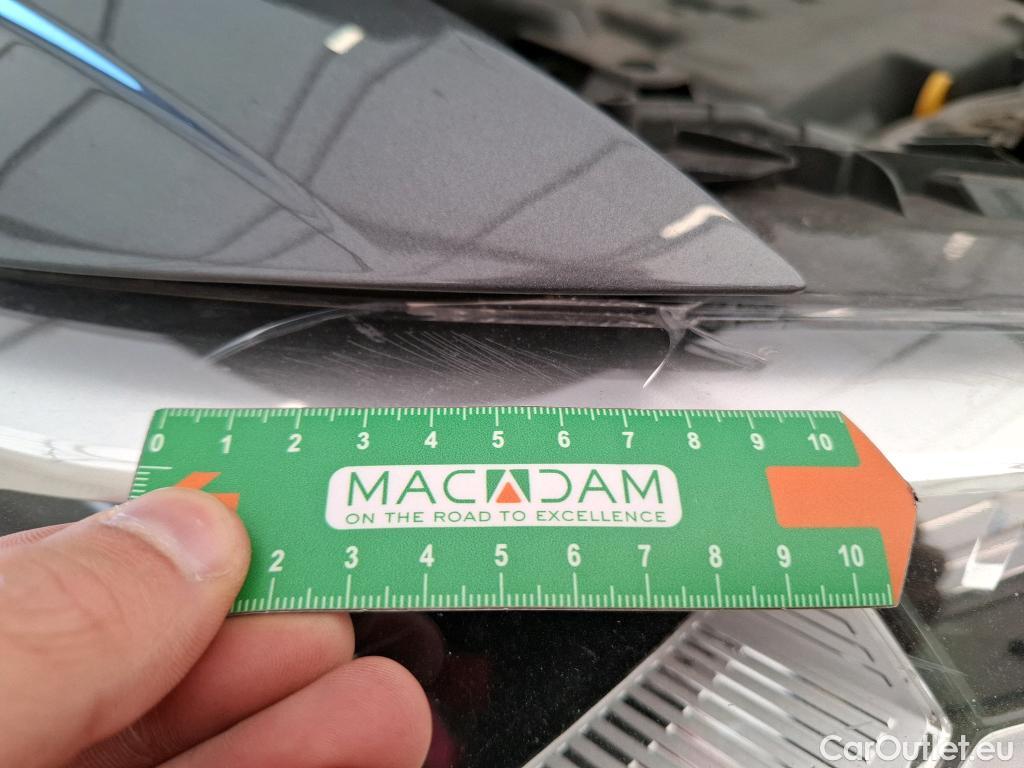 0 1 2 3 4 5 6 7 8 9 10
MACADAM
ON THE ROAD TO EXCELLENCE
2 3 4 5 6 7 8 9 10
CarOutlet.eu